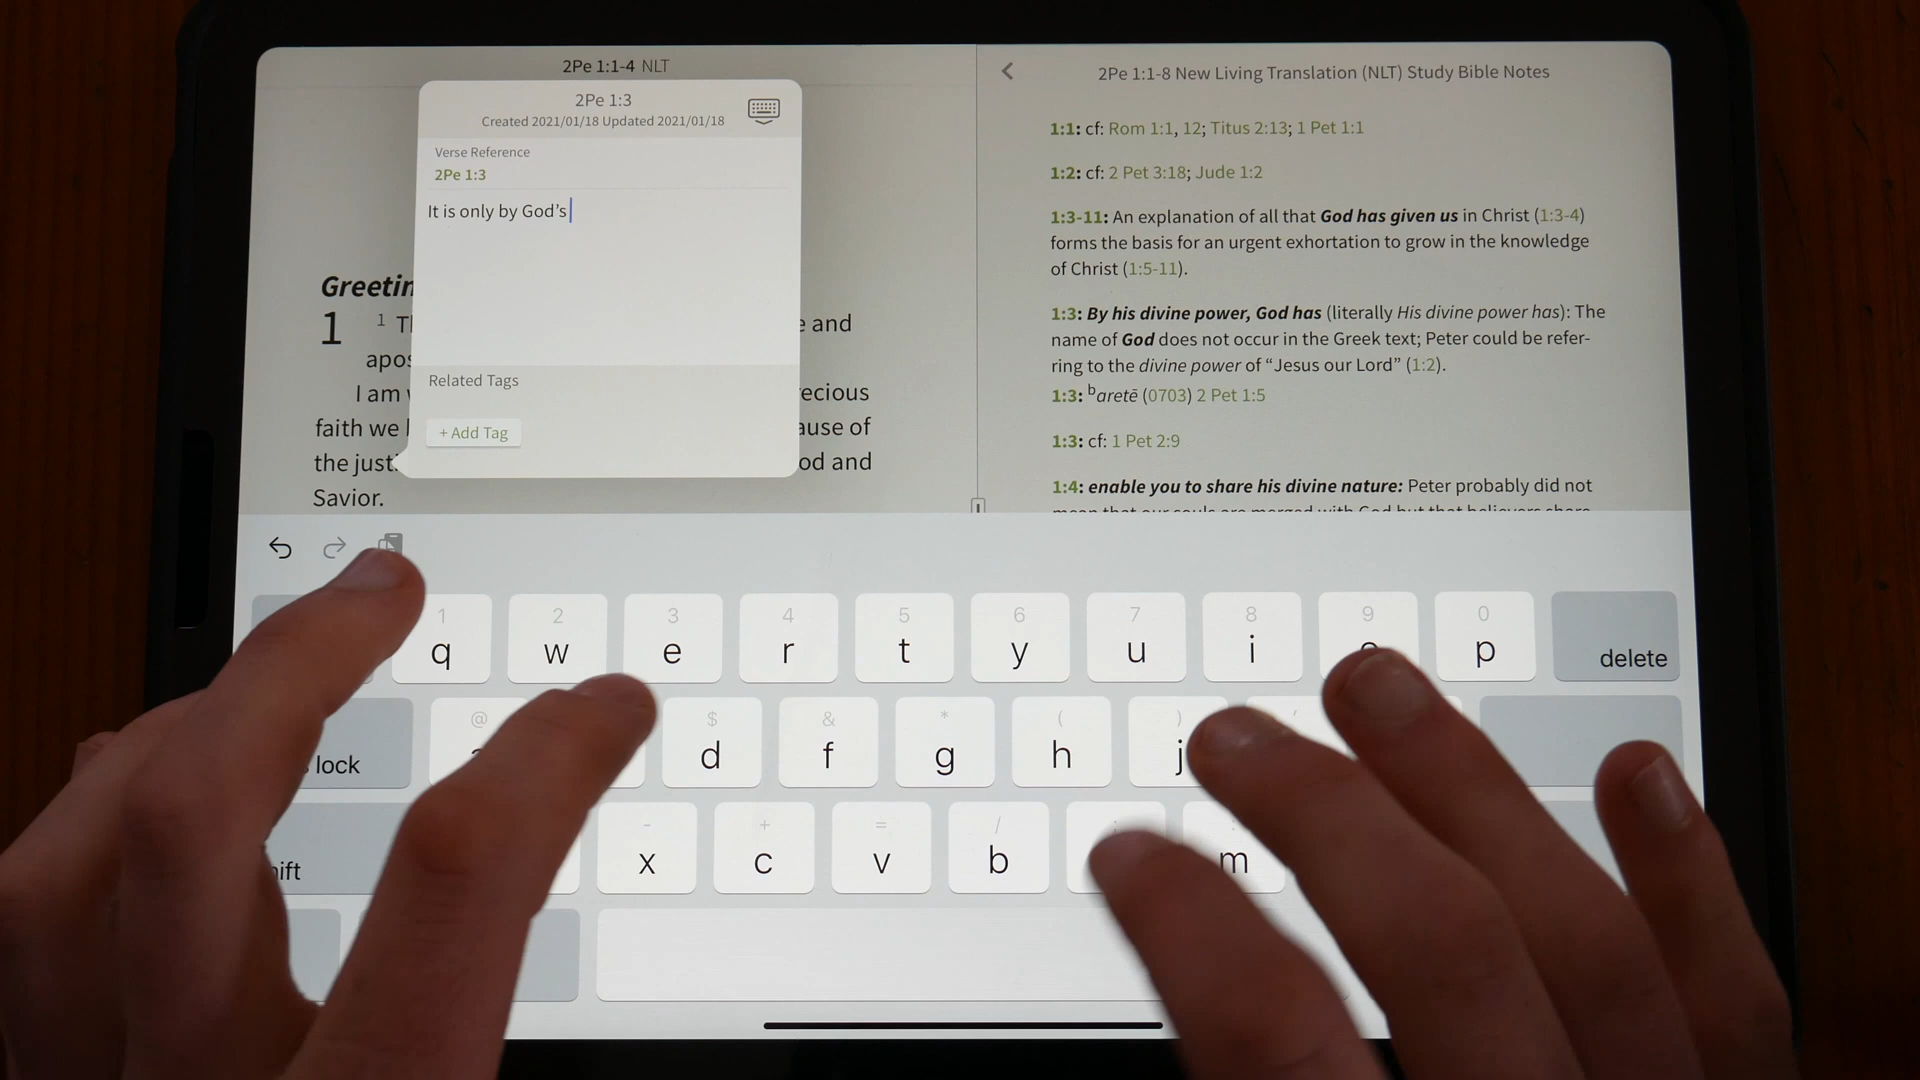 2Pe 1:1-4 NLT
2Pe 1:3
Created 2021/01/18 Updated 2021/01/18
Verse Reference
2Pe 1:3
It is only by God's
Related Tags
+ Add Tag
Greetin
1 1
e and
apos
I am
ecious
faith we
ause of
the just
od and
Savior.
2Pe 1:1-8 New Living Translation (NLT) Study Bible Notes
1:1: cf: Rom 1:1, 12; Titus 2:13; 1 Pet 1:1
1:2: cf: 2 Pet 3:18; Jude 1:2
1:3-11: An explanation of all that God has given us in Christ (1:3-4)
forms the basis for an urgent exhortation to grow in the knowledge
of Christ (1:5-11).
1:3: By his divine power, God has (literally His divine power has): The
name of God does not occur in the Greek text; Peter could be refer-
ring to the divine power of “Jesus our Lord” (1:2).
1:3: ᵇaretē (0703) 2 Pet 1:5
1:3: cf: 1 Pet 2:9
1:4: enable you to share his divine nature: Peter probably did not
1 2 3 4 5 6 7 8 9 0
q w e r t y u i p delete
@ $ & * ( ) '
lock d f g h j
- + = /
ift x c v b m